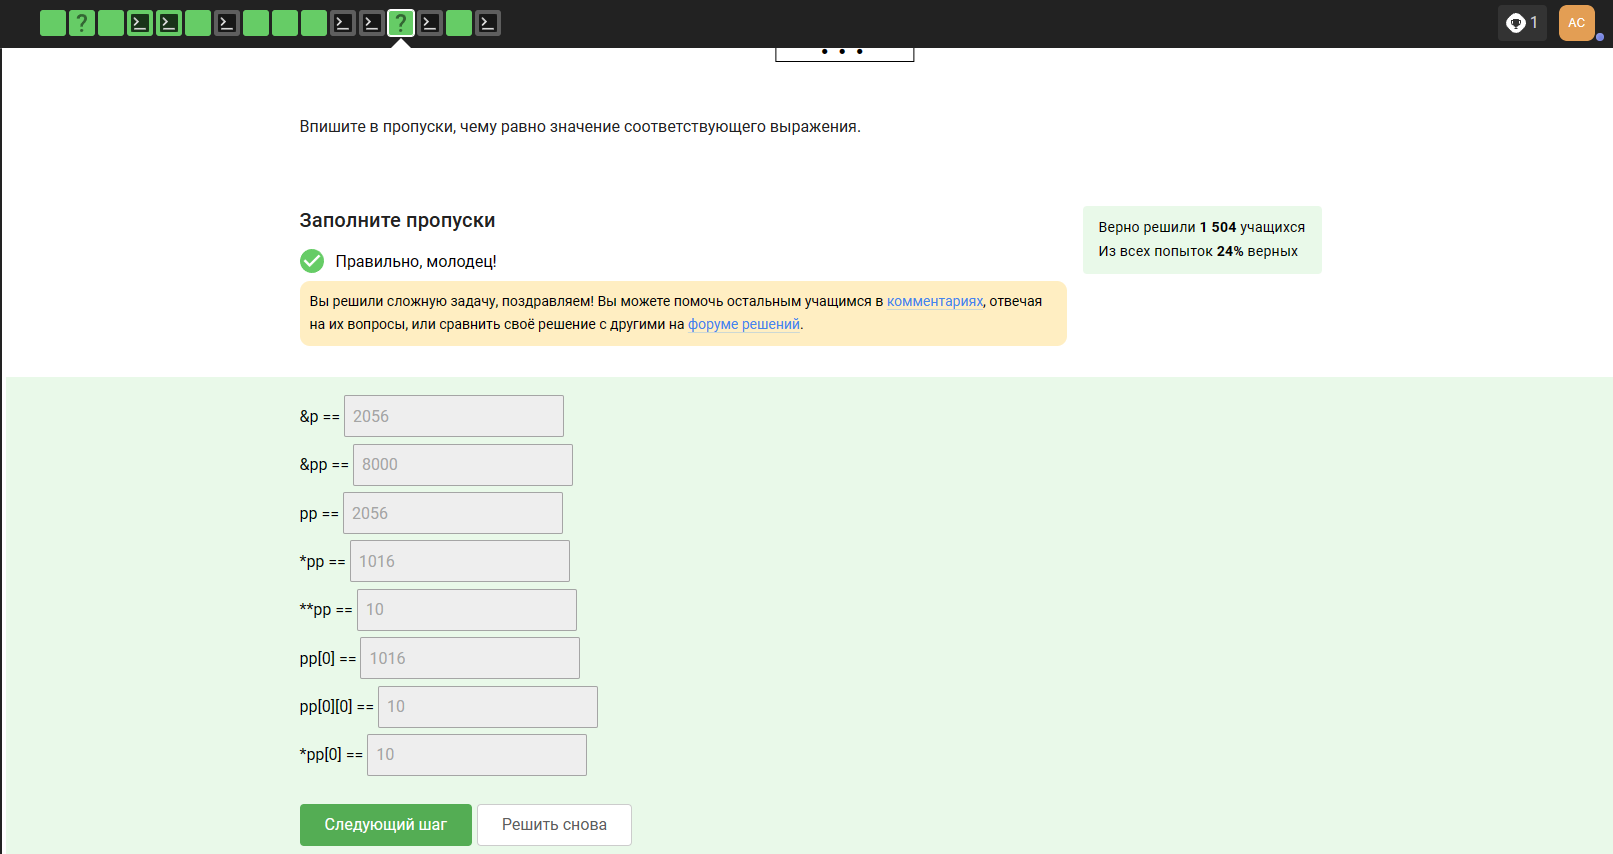 ? ? 1 AC
• • •
Впишите в пропуски, чему равно значение соответствующего выражения.
Заполните пропуски
Правильно, молодец!
Верно решили 1 504 учащихся
Из всех попыток 24% верных
Вы решили сложную задачу, поздравляем! Вы можете помочь остальным учащимся в комментариях, отвечая
на их вопросы, или сравнить своё решение с другими на форуме решений.
&p == 2056
&pp == 8000
pp == 2056
*pp == 1016
**pp == 10
pp[0] == 1016
pp[0][0] == 10
*pp[0] == 10
Следующий шаг Решить снова